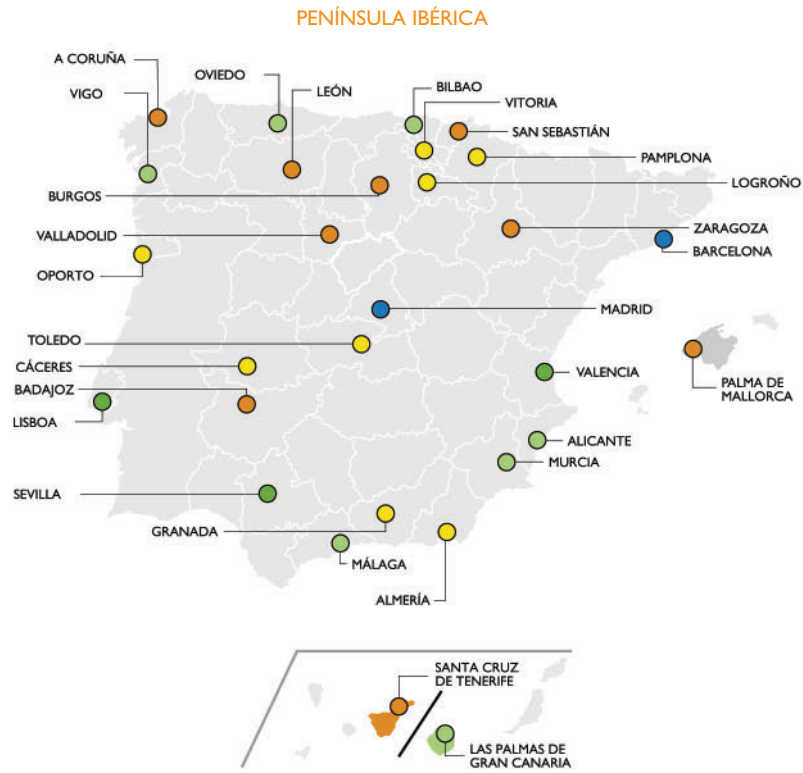 PENÍNSULA IBÉRICA
A CORUÑA
OVIEDO
BILBAO
VIGO
LEÓN
VITORIA
SAN SEBASTIÁN
PAMPLONA
LOGROÑO
BURGOS
ZARAGOZA
VALLADOLID
BARCELONA
OPORTO
MADRID
TOLEDO
CÁCERES
VALENCIA
BADAJOZ
PALMA DE
MALLORCA
LISBOA
ALICANTE
MURCIA
SEVILLA
GRANADA
MÁLAGA
ALMERÍA
SANTA CRUZ
DE TENERIFE
LAS PALMAS DE
GRAN CANARIA